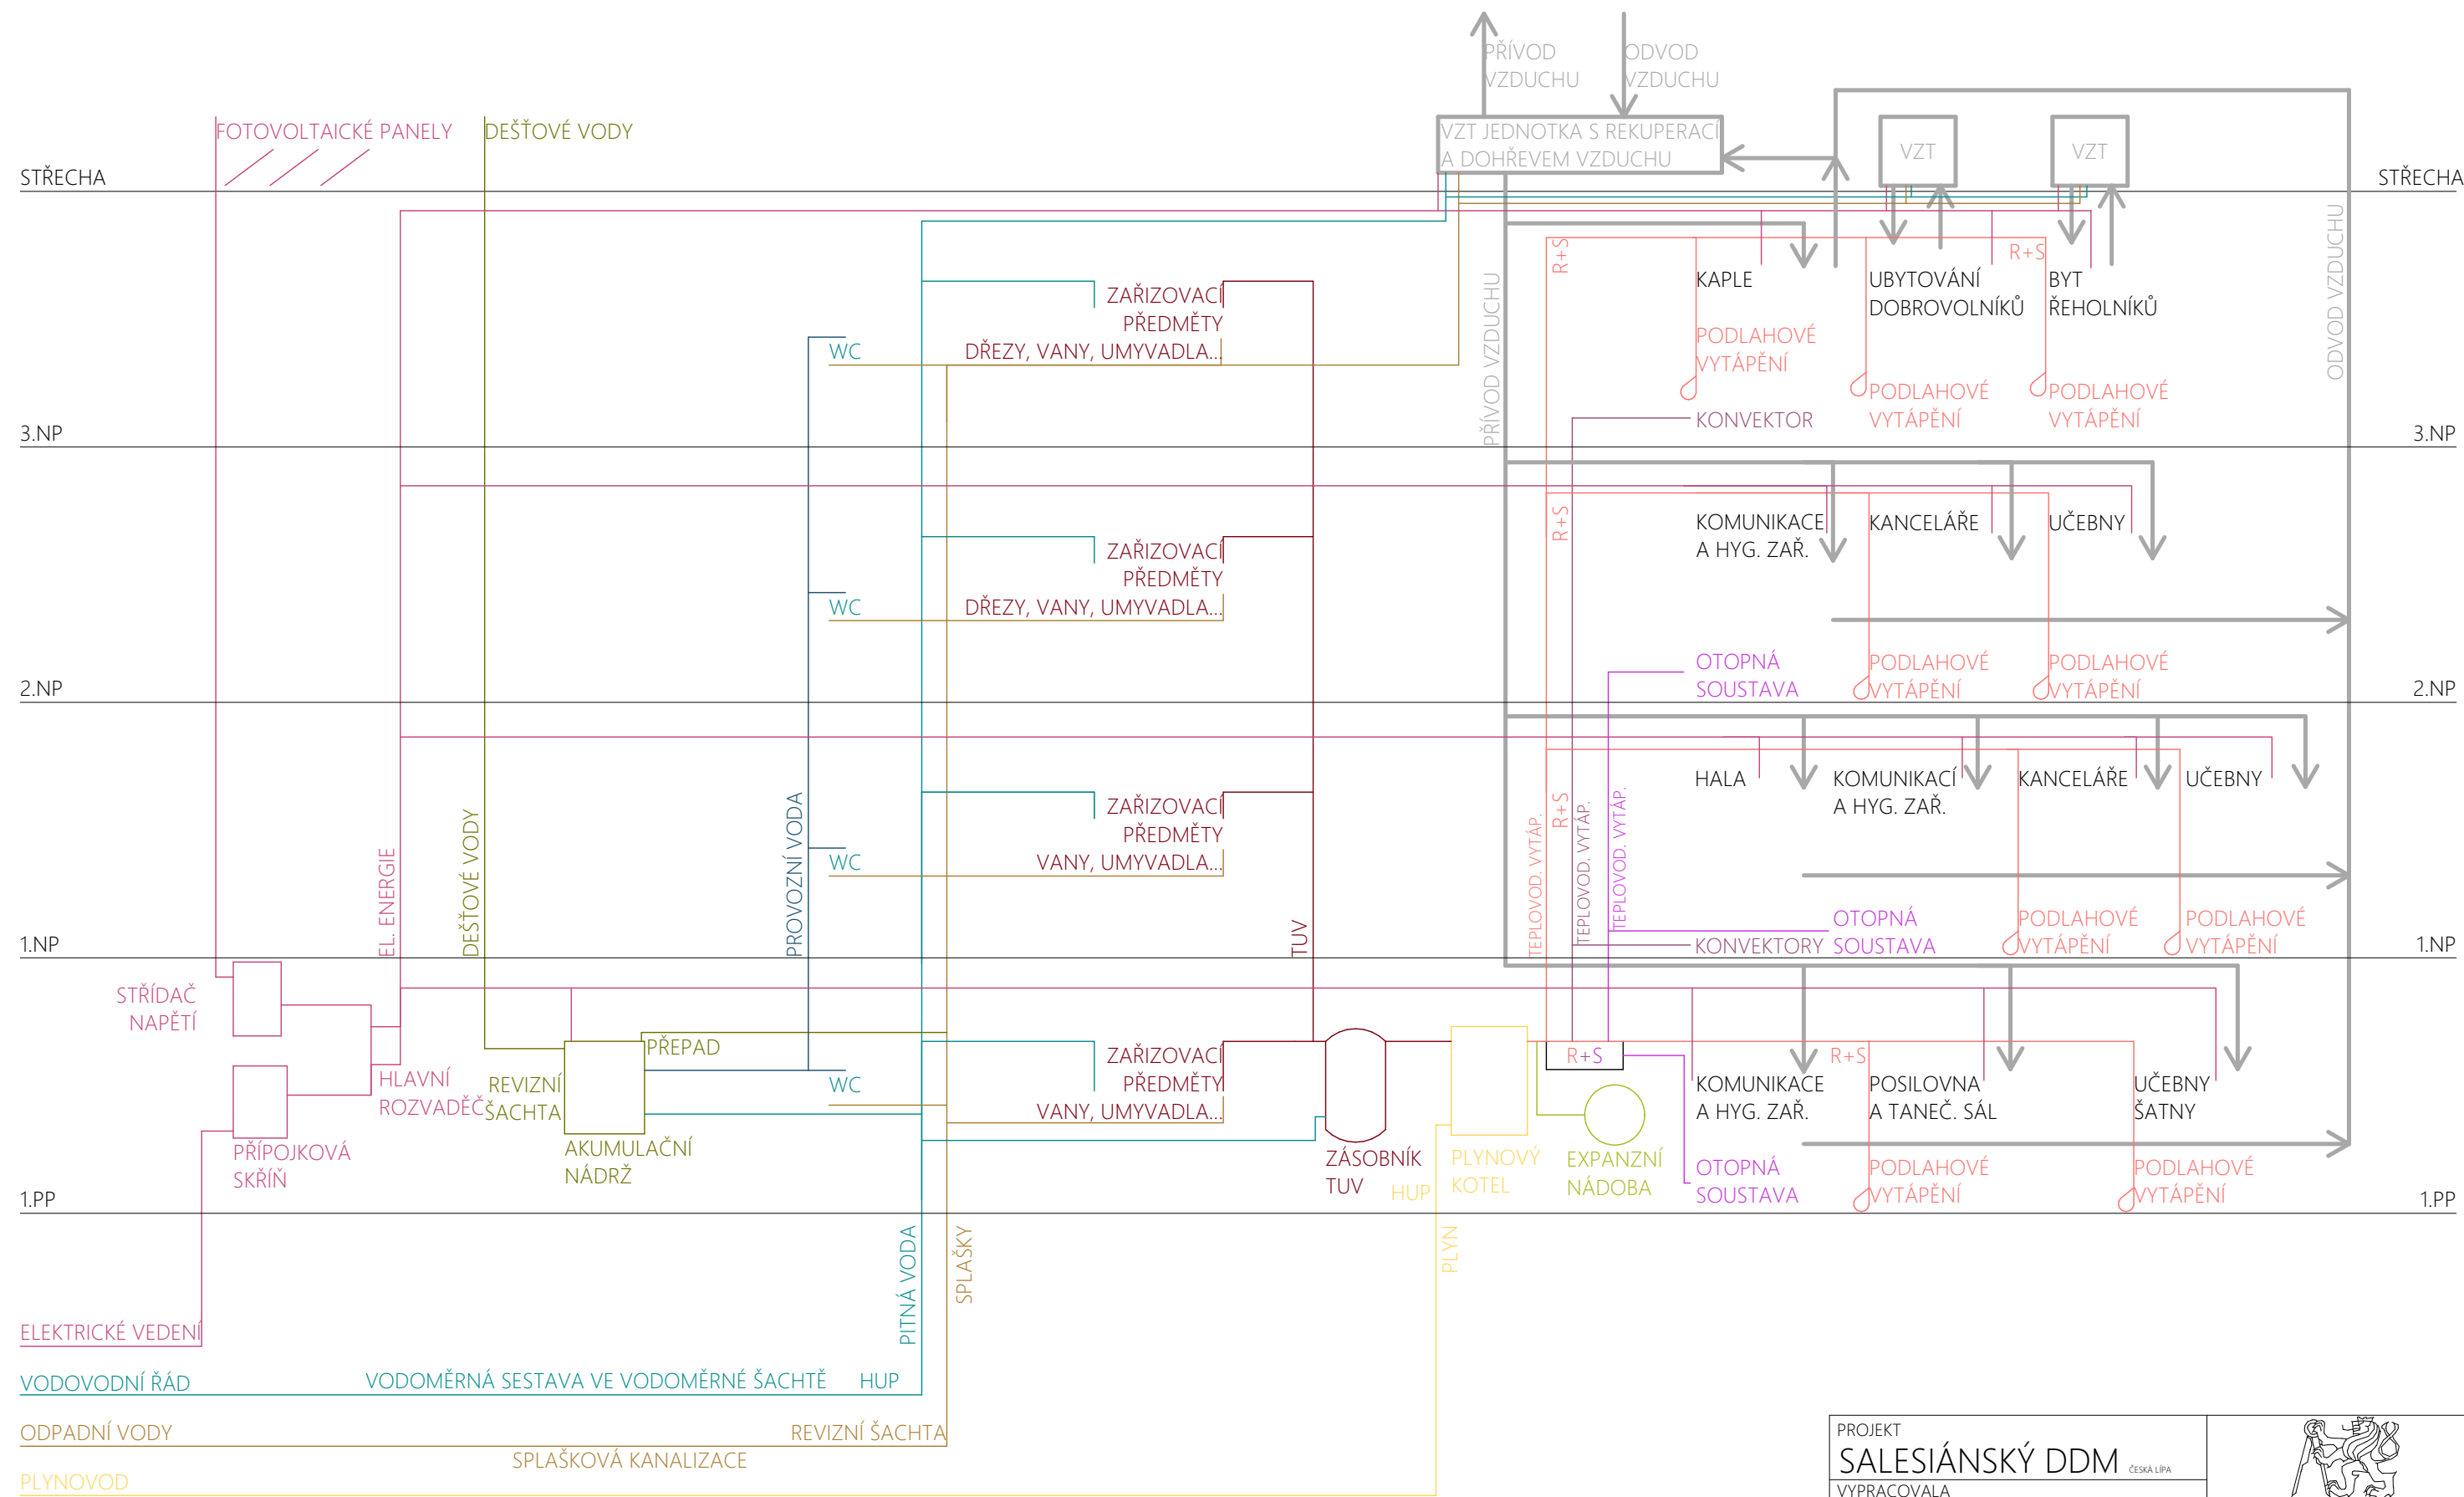 PŘÍVOD
VZDUCHU
ODVOD
VZDUCHU
FOTOVOLTAICKÉ PANELY
DEŠŤOVÉ VODY
VZT JEDNOTKA S REKUPERACÍ
A DOHŘEVEM VZDUCHU
VZT
VZT
STŘECHA
STŘECHA
R+S
PŘÍVOD VZDUCHU
ODVOD VZDUCHU
R+S
KAPLE
UBYTOVÁNÍ
DOBROVOLNÍKŮ
BYT
ŘEHOLNÍKŮ
ZAŘIZOVACÍ
PŘEDMĚTY
WC
DŘEZY, VANY, UMYVADLA...
PODLAHOVÉ
VYTÁPĚNÍ
PODLAHOVÉ
VYTÁPĚNÍ
PODLAHOVÉ
VYTÁPĚNÍ
KONVEKTOR
3.NP
3.NP
R+S
KOMUNIKACE
A HYG. ZAŘ.
KANCELÁŘE
UČEBNY
ZAŘIZOVACÍ
PŘEDMĚTY
WC
DŘEZY, VANY, UMYVADLA...
OTOPNÁ
SOUSTAVA
PODLAHOVÉ
VYTÁPĚNÍ
PODLAHOVÉ
VYTÁPĚNÍ
2.NP
2.NP
HALA
KOMUNIKACÍ
A HYG. ZAŘ.
KANCELÁŘE
UČEBNY
ZAŘIZOVACÍ
PŘEDMĚTY
WC
VANY, UMYVADLA...
EL. ENERGIE
DEŠŤOVÉ VODY
PROVOZNÍ VODA
TUV
TEPLOVOD. VYTÁP.
R+S
TEPLOVOD. VYTÁP.
TEPLOVOD. VYTÁP.
KONVEKTORY
OTOPNÁ
SOUSTAVA
PODLAHOVÉ
VYTÁPĚNÍ
PODLAHOVÉ
VYTÁPĚNÍ
1.NP
1.NP
STŘÍDAČ
NAPĚTÍ
HLAVNÍ
ROZVADĚČ
PŘÍPOJKOVÁ
SKŘÍŇ
REVIZNÍ
ŠACHTA
PŘEPAD
AKUMULAČNÍ
NÁDRŽ
WC
ZAŘIZOVACÍ
PŘEDMĚTY
VANY, UMYVADLA...
ZÁSOBNÍK
TUV
HUP
PLYNOVÝ
KOTEL
R+S
EXPANZNÍ
NÁDOBA
R+S
KOMUNIKACE
A HYG. ZAŘ.
POSILOVNA
A TANEČ. SÁL
UČEBNY
ŠATNY
OTOPNÁ
SOUSTAVA
PODLAHOVÉ
VYTÁPĚNÍ
PODLAHOVÉ
VYTÁPĚNÍ
1.PP
1.PP
PITNÁ VODA
SPLAŠKY
PLYN
ELEKTRICKÉ VEDENÍ
VODOVODNÍ ŘÁD
VODOMĚRNÁ SESTAVA VE VODOMĚRNÉ ŠACHTĚ
HUP
ODPADNÍ VODY
REVIZNÍ ŠACHTA
SPLAŠKOVÁ KANALIZACE
PLYNOVOD
PROJEKT
SALESIÁNSKÝ DDM ČESKÁ LÍPA
VYPRACOVALA